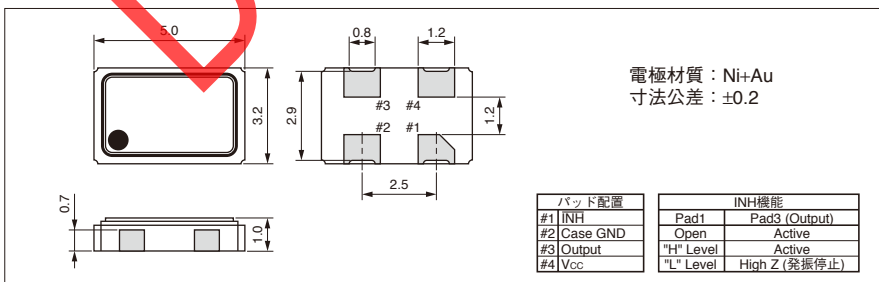 5.0
3.2
0.8
1.2
2.9
#3 #4
#2 #1
1.2
2.5
0.7
1.0
電極材質：Ni+Au
寸法公差：±0.2
パッド配置
#1 I̅N̅H̅
#2 Case GND
#3 Output
#4 Vcc
INH機能
Pad1 Pad3 (Output)
Open Active
"H" Level Active
"L" Level High Z (発振停止)